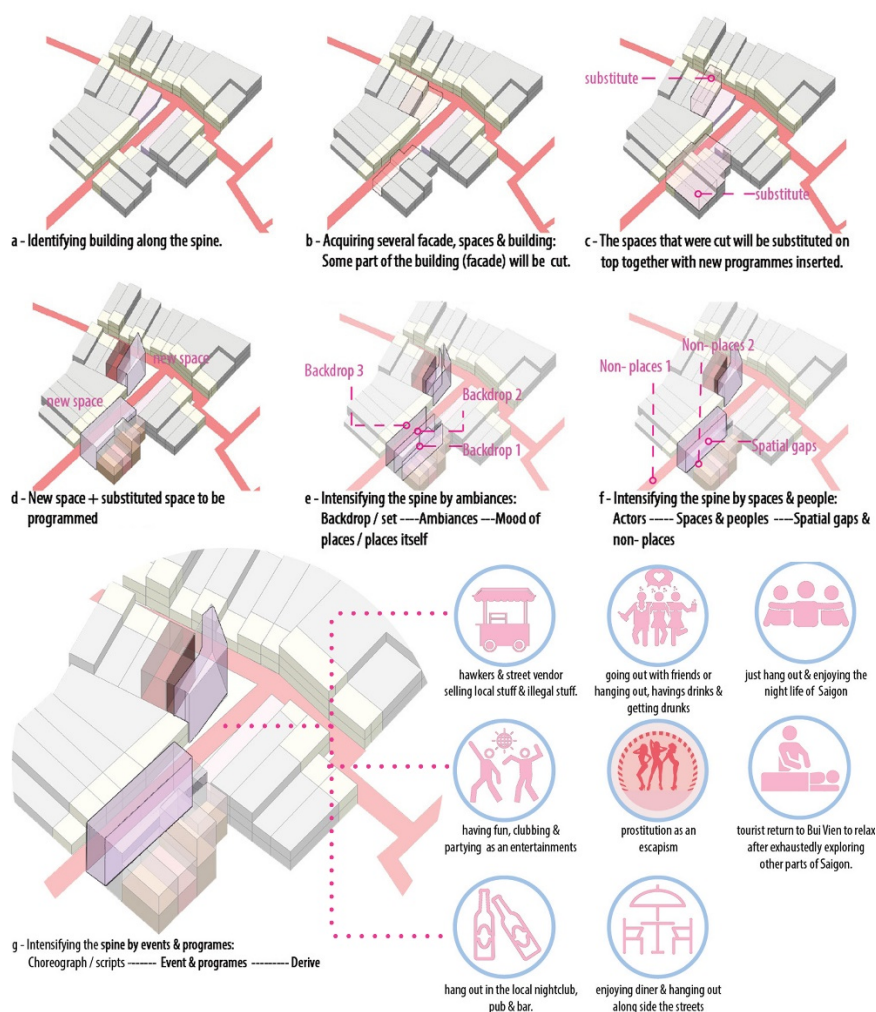 substitute
substitute
a - Identifying building along the spine.
b - Acquiring several facade, spaces & building:
Some part of the building (facade) will be cut.
c - The spaces that were cut will be substituted on
top together with new programmes inserted.
new space
new space
d - New space + substituted space to be
programmed
Backdrop 3
Backdrop 2
Backdrop 1
e - Intensifying the spine by ambiances:
Backdrop / set ----Ambiances ---Mood of
places / places itself
Non- places 2
Non- places 1
Spatial gaps
f - Intensifying the spine by spaces & people:
Actors ----- Spaces & peoples ----Spatial gaps &
non- places
hawkers & street vendor
selling local stuff & illegal stuff.
going out with friends or
hanging out, havings drinks &
getting drunks
just hang out & enjoying the
night life of Saigon
having fun, clubbing &
partying as an entertainments
prostitution as an
escapism
tourist return to Bui Vien to relax
after exhaustedly exploring
other parts of Saigon.
g - Intensifying the spine by events & programes:
Choreograph / scripts ------- Event & programes --------- Derive
hang out in the local nightclub,
pub & bar.
enjoying diner & hanging out
along side the streets